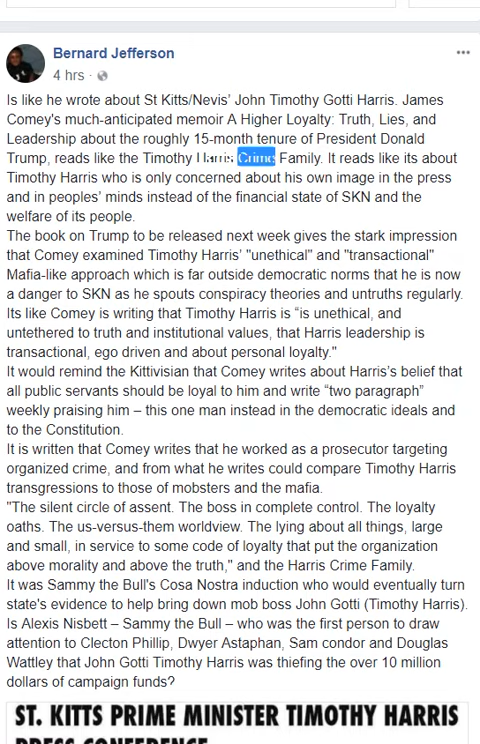 Bernard Jefferson
4 hrs ·
Is like he wrote about St Kitts/Nevis' John Timothy Gotti Harris. James
Comey's much-anticipated memoir A Higher Loyalty: Truth, Lies, and
Leadership about the roughly 15-month tenure of President Donald
Trump, reads like the Timothy Harris Crime Family. It reads like its about
Timothy Harris who is only concerned about his own image in the press
and in peoples' minds instead of the financial state of SKN and the
welfare of its people.
The book on Trump to be released next week gives the stark impression
that Comey examined Timothy Harris' "unethical" and "transactional"
Mafia-like approach which is far outside democratic norms that he is now
a danger to SKN as he spouts conspiracy theories and untruths regularly.
Its like Comey is writing that Timothy Harris is “is unethical, and
untethered to truth and institutional values, that Harris leadership is
transactional, ego driven and about personal loyalty."
It would remind the Kittivisian that Comey writes about Harris's belief that
all public servants should be loyal to him and write “two paragraph”
weekly praising him – this one man instead in the democratic ideals and
to the Constitution.
It is written that Comey writes that he worked as a prosecutor targeting
organized crime, and from what he writes could compare Timothy Harris
transgressions to those of mobsters and the mafia.
"The silent circle of assent. The boss in complete control. The loyalty
oaths. The us-versus-them worldview. The lying about all things, large
and small, in service to some code of loyalty that put the organization
above morality and above the truth," and the Harris Crime Family.
It was Sammy the Bull's Cosa Nostra induction who would eventually turn
state's evidence to help bring down mob boss John Gotti (Timothy Harris).
Is Alexis Nisbett – Sammy the Bull – who was the first person to draw
attention to Clecton Phillip, Dwyer Astaphan, Sam condor and Douglas
Wattley that John Gotti Timothy Harris was thiefing the over 10 million
dollars of campaign funds?
ST. KITTS PRIME MINISTER TIMOTHY HARRIS
PRESS CONFERENCE